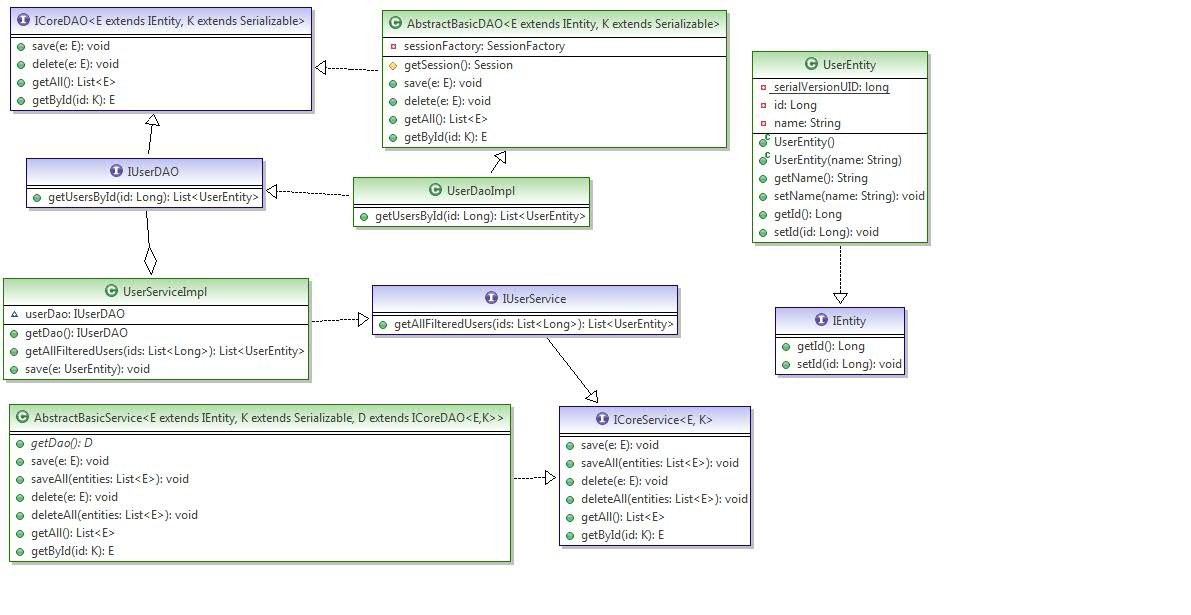 ICoreDAO<E extends IEntity, K extends Serializable>
save(e: E): void
delete(e: E): void
getAll(): List<E>
getById(id: K): E
AbstractBasicDAO<E extends IEntity, K extends Serializable>
sessionFactory: SessionFactory
getSession(): Session
save(e: E): void
delete(e: E): void
getAll(): List<E>
getById(id: K): E
UserEntity
serialVersionUID: long
id: Long
name: String
UserEntity()
UserEntity(name: String)
getName(): String
setName(name: String): void
getId(): Long
setId(id: Long): void
IUserDAO
getUsersById(id: Long): List<UserEntity>
UserDaoImpl
getUsersById(id: Long): List<UserEntity>
UserServiceImpl
userDao: IUserDAO
getDao(): IUserDAO
getAllFilteredUsers(ids: List<Long>): List<UserEntity>
save(e: UserEntity): void
IUserService
getAllFilteredUsers(ids: List<Long>): List<UserEntity>
IEntity
getId(): Long
setId(id: Long): void
AbstractBasicService<E extends IEntity, K extends Serializable, D extends ICoreDAO<E,K>>
getDao(): D
save(e: E): void
saveAll(entities: List<E>): void
delete(e: E): void
deleteAll(entities: List<E>): void
getAll(): List<E>
getById(id: K): E
ICoreService<E, K>
save(e: E): void
saveAll(entities: List<E>): void
delete(e: E): void
deleteAll(entities: List<E>): void
getAll(): List<E>
getById(id: K): E